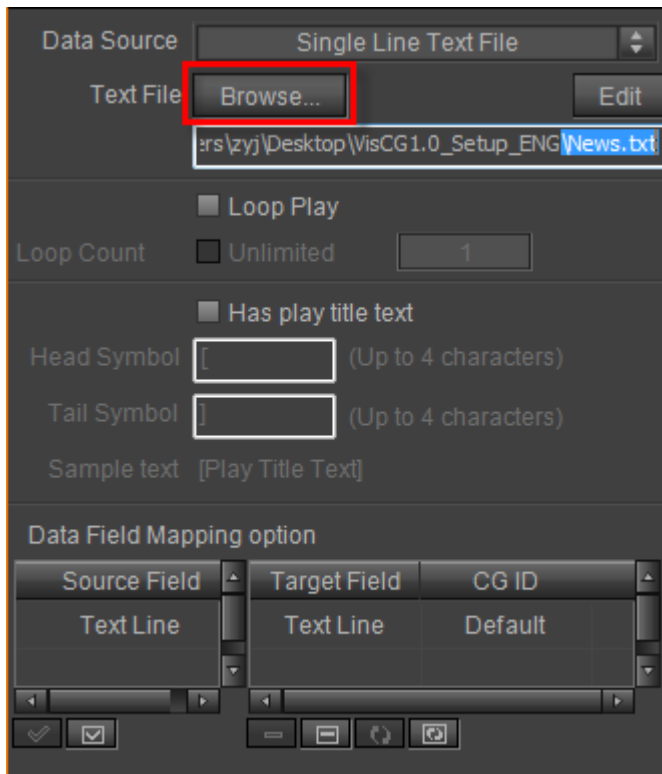 Data Source Single Line Text File
Text File Browse... Edit
ers\zyj\Desktop\VisCG1.0_Setup_ENG\News.txt
Loop Play
Loop Count Unlimited 1
Has play title text
Head Symbol [ (Up to 4 characters)
Tail Symbol ] (Up to 4 characters)
Sample text [Play Title Text]
Data Field Mapping option
Source Field Target Field CG ID
Text Line Text Line Default